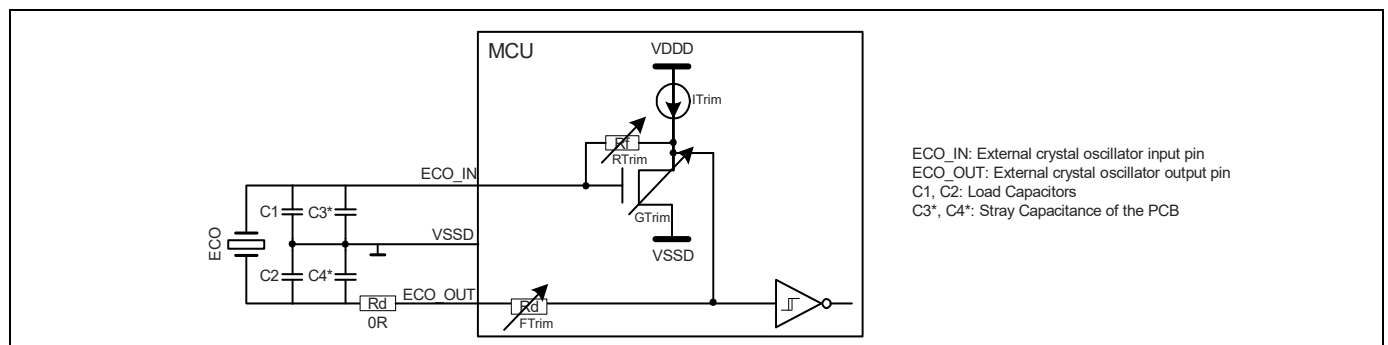 MCU
VDDD
ITrim
Rf
RTrim
ECO_IN
GTrim
C1
C3*
VSSD
VSSD
ECO
C2
C4*
Rd
0R
ECO_OUT
Rd
FTrim
ECO_IN: External crystal oscillator input pin
ECO_OUT: External crystal oscillator output pin
C1, C2: Load Capacitors
C3*, C4*: Stray Capacitance of the PCB